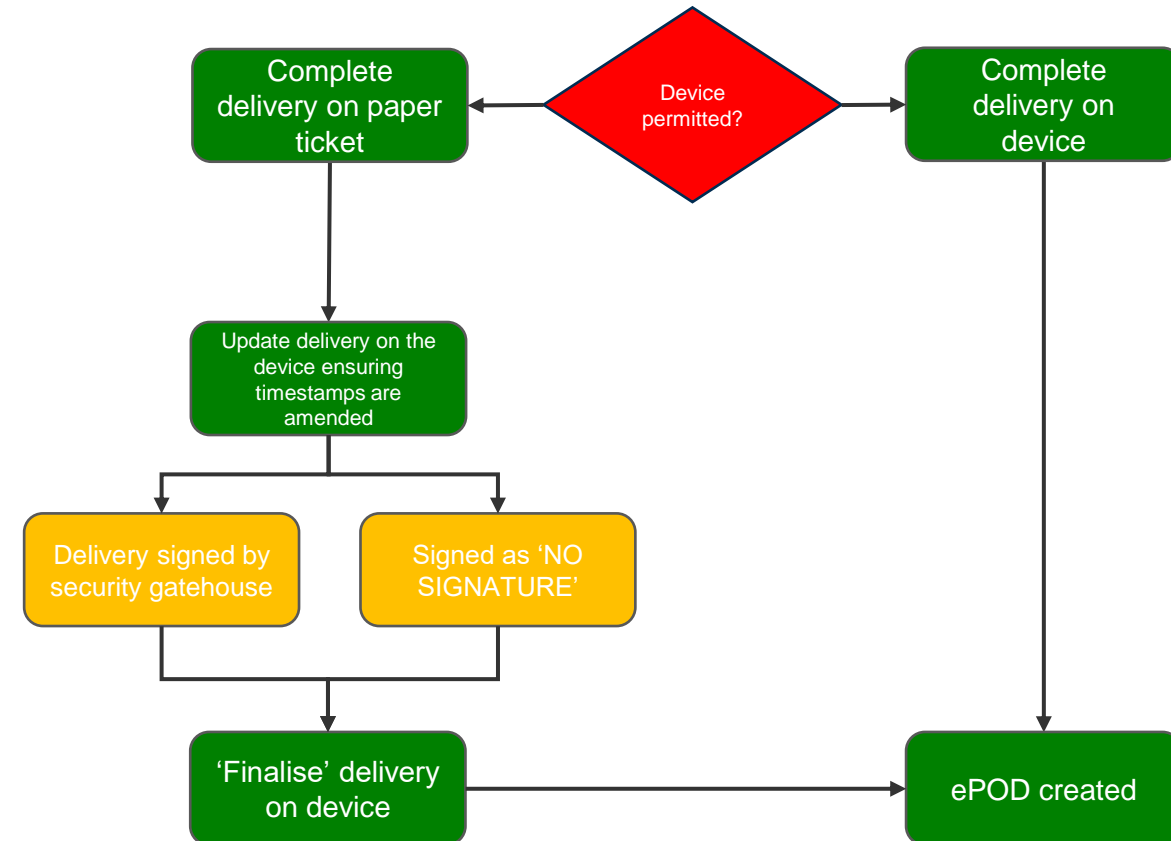 Complete
delivery on paper
ticket
Device
permitted?
Complete
delivery on
device
Update delivery on the
device ensuring
timestamps are
amended
Delivery signed by
security gatehouse
Signed as ‘NO
SIGNATURE’
‘Finalise’ delivery
on device
ePOD created